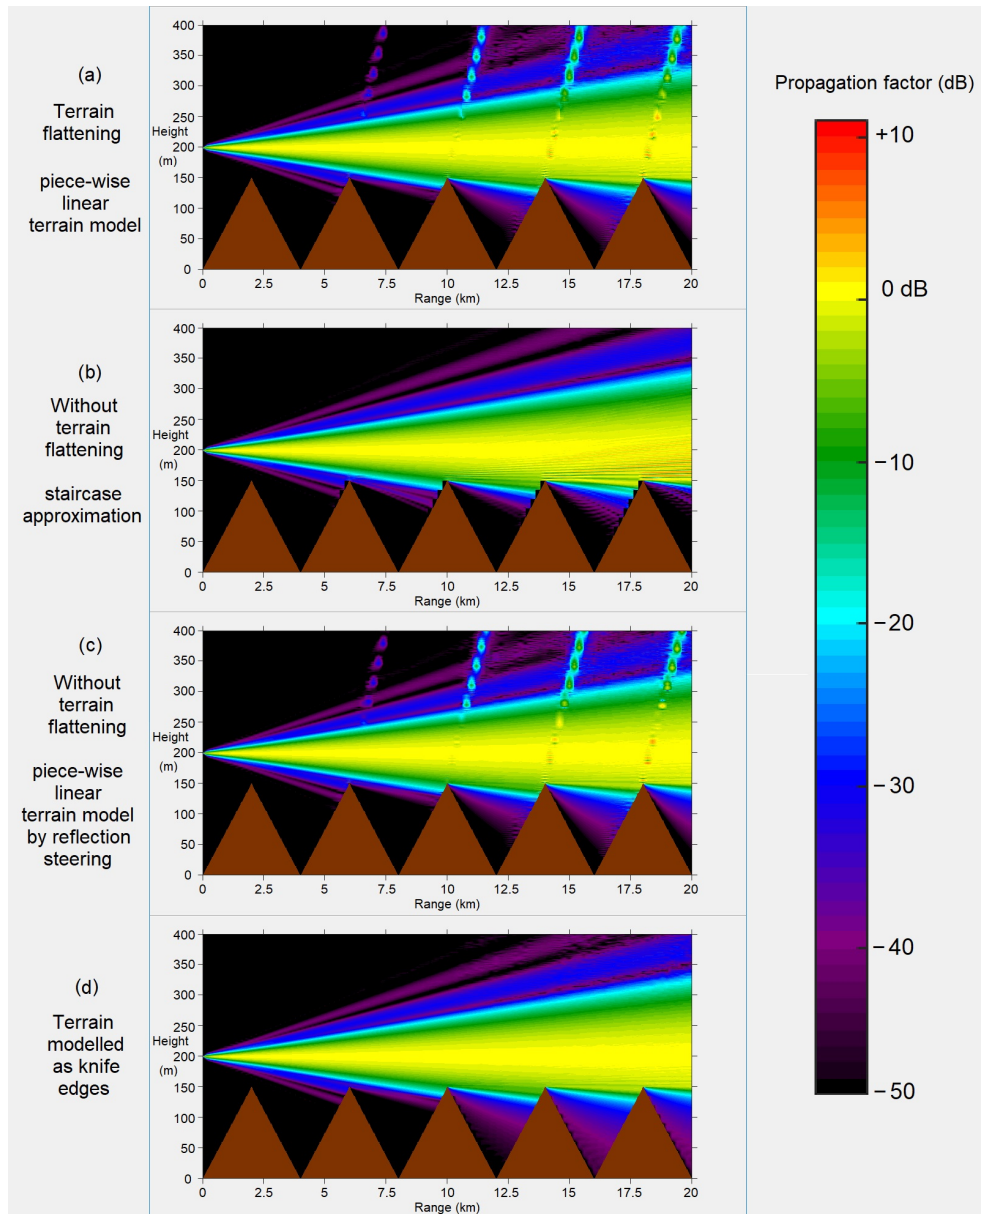 (a)
Terrain
flattening
piece-wise
linear
terrain model
400
350
300
250
Height
200
(m)
150
100
50
0
0 2.5 5 7.5 10 12.5 15 17.5 20
Range (km)
(b)
Without
terrain
flattening
staircase
approximation
400
350
300
250
Height
200
(m)
150
100
50
0
0 2.5 5 7.5 10 12.5 15 17.5 20
Range (km)
(c)
Without
terrain
flattening
piece-wise
linear
terrain model
by reflection
steering
400
350
300
250
Height
200
(m)
150
100
50
0
0 2.5 5 7.5 10 12.5 15 17.5 20
Range (km)
(d)
Terrain
modelled
as knife
edges
400
350
300
250
Height
200
(m)
150
100
50
0
0 2.5 5 7.5 10 12.5 15 17.5 20
Range (km)
Propagation factor (dB)
+10
0 dB
−10
−20
−30
−40
−50